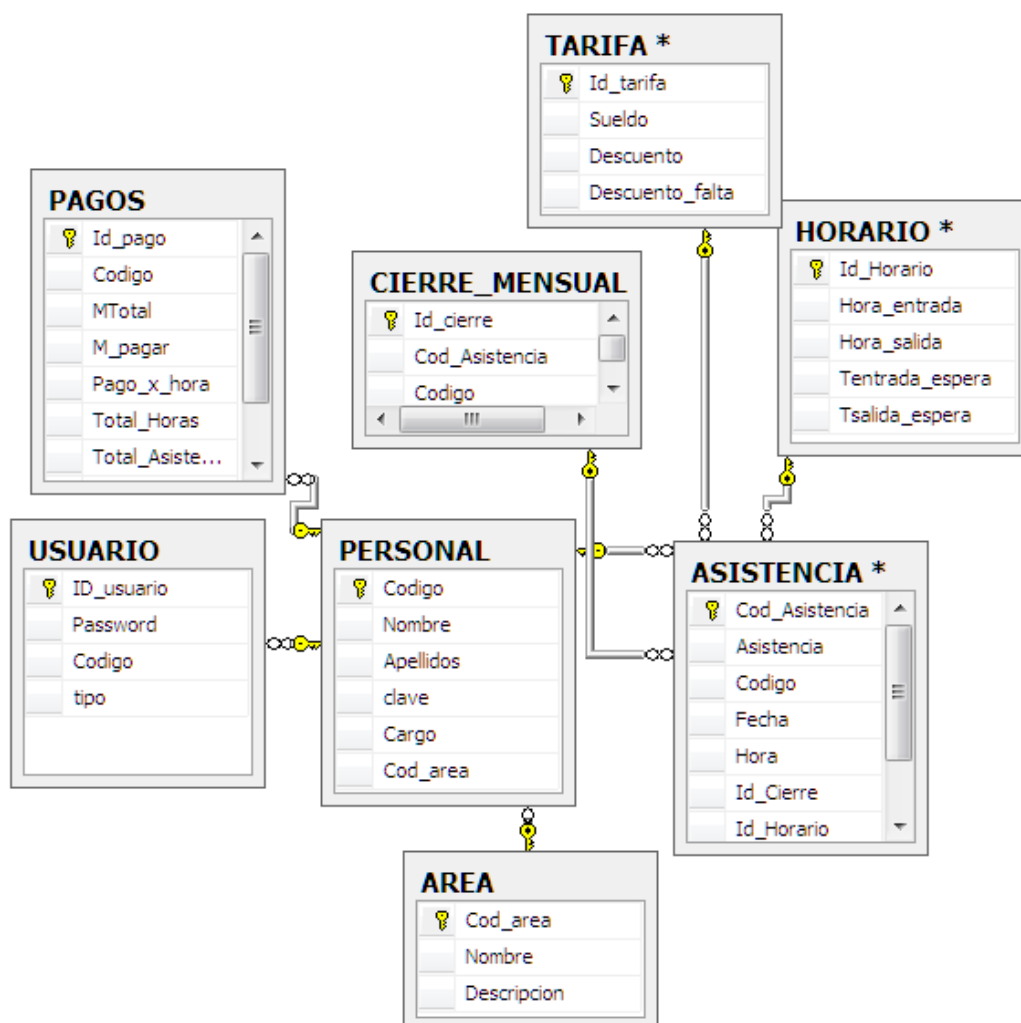 TARIFA *
Id_tarifa
Sueldo
Descuento
Descuento_falta
PAGOS
Id_pago
Codigo
MTotal
M_pagar
Pago_x_hora
Total_Horas
Total_Asiste...
CIERRE_MENSUAL
Id_cierre
Cod_Asistencia
Codigo
HORARIO *
Id_Horario
Hora_entrada
Hora_salida
Tentrada_espera
Tsalida_espera
USUARIO
ID_usuario
Password
Codigo
tipo
PERSONAL
Codigo
Nombre
Apellidos
clave
Cargo
Cod_area
ASISTENCIA *
Cod_Asistencia
Asistencia
Codigo
Fecha
Hora
Id_Cierre
Id_Horario
AREA
Cod_area
Nombre
Descripcion